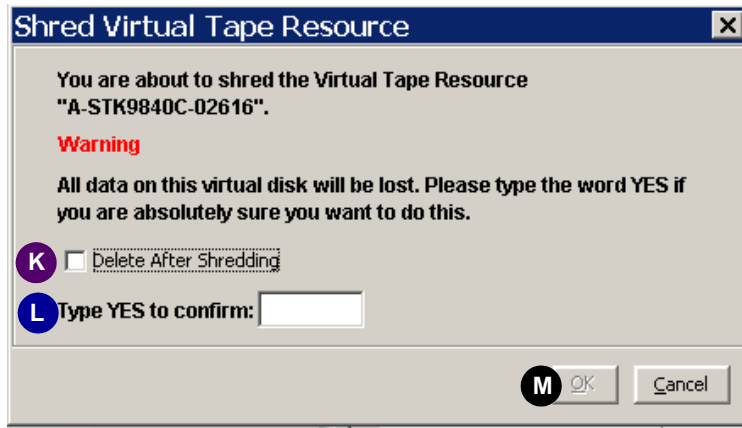 Shred Virtual Tape Resource
You are about to shred the Virtual Tape Resource
"A-STK9840C-02616".
Warning
All data on this virtual disk will be lost. Please type the word YES if
you are absolutely sure you want to do this.
K Delete After Shredding
L Type YES to confirm:
M OK Cancel